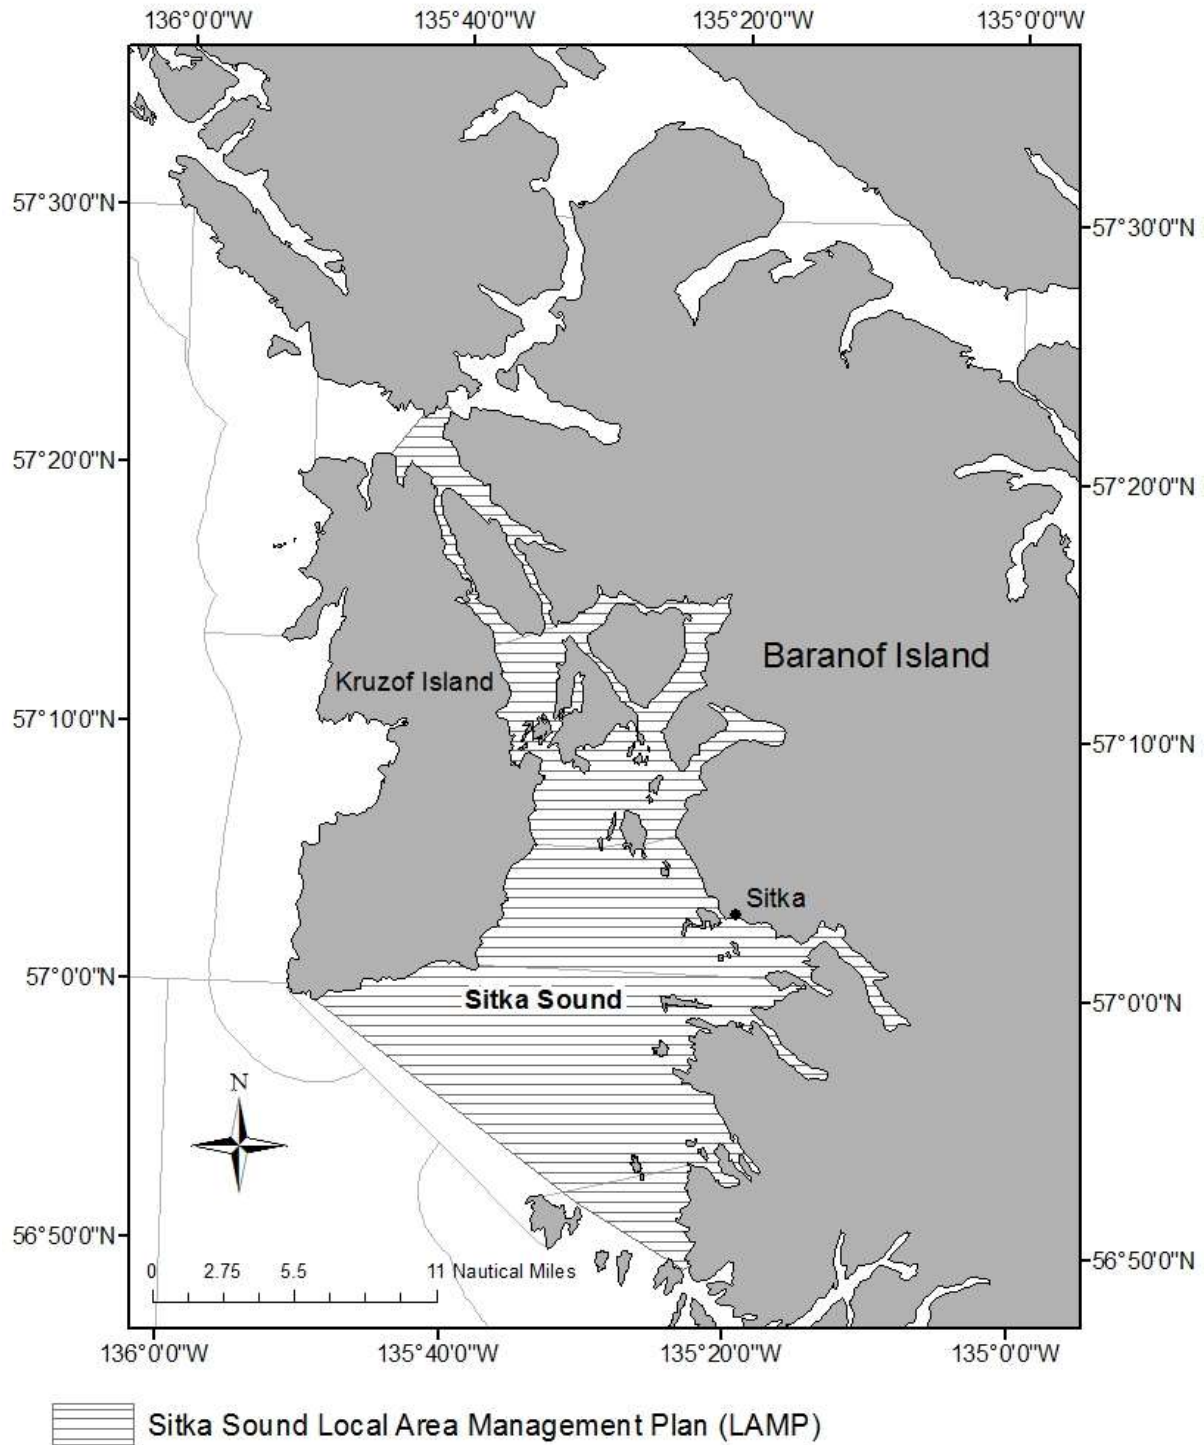 136°0'0"W 135°40'0"W 135°20'0"W 135°0'0"W
57°30'0"N
57°30'0"N
57°20'0"N
57°20'0"N
Baranof Island
Kruzof Island
57°10'0"N
57°10'0"N
Sitka
57°0'0"N
Sitka Sound
57°0'0"N
N
56°50'0"N
56°50'0"N
0 2.75 5.5 11 Nautical Miles
136°0'0"W 135°40'0"W 135°20'0"W 135°0'0"W
Sitka Sound Local Area Management Plan (LAMP)